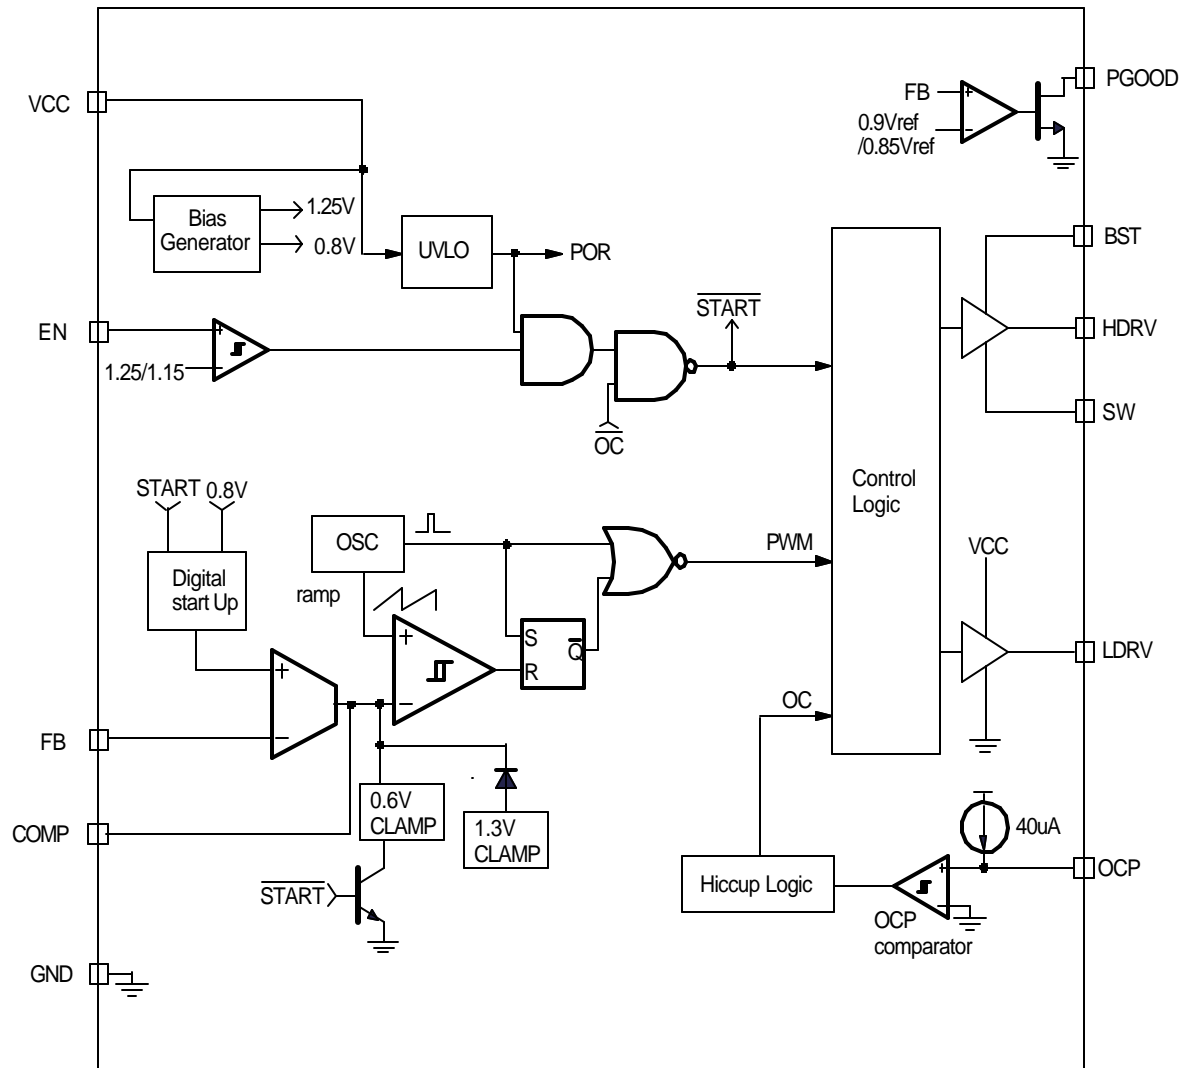 VCC
PGOOD
FB
+
0.9Vref
/0.85Vref
-
Bias
Generator
1.25V
0.8V
UVLO
POR
BST
EN
+
1.25/1.15
-
START
HDRV
OC
SW
Control
Logic
START
0.8V
OSC
PWM
VCC
Digital
start Up
ramp
+
S
Q
R
LDRV
+
-
-
FB
OC
0.6V
CLAMP
1.3V
CLAMP
COMP
40uA
START
Hiccup Logic
+
-
OCP
OCP
comparator
GND